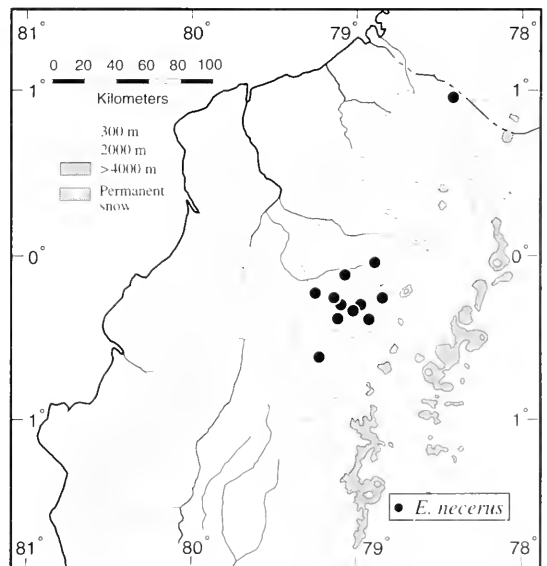 81° 80° 79° 78°
0 20 40 60 80 100
Kilometers
300 m
2000 m
>4000 m
Permanent
snow
1° 1°
0° 0°
1° 1°
E. necerus
81° 80 79° 78°